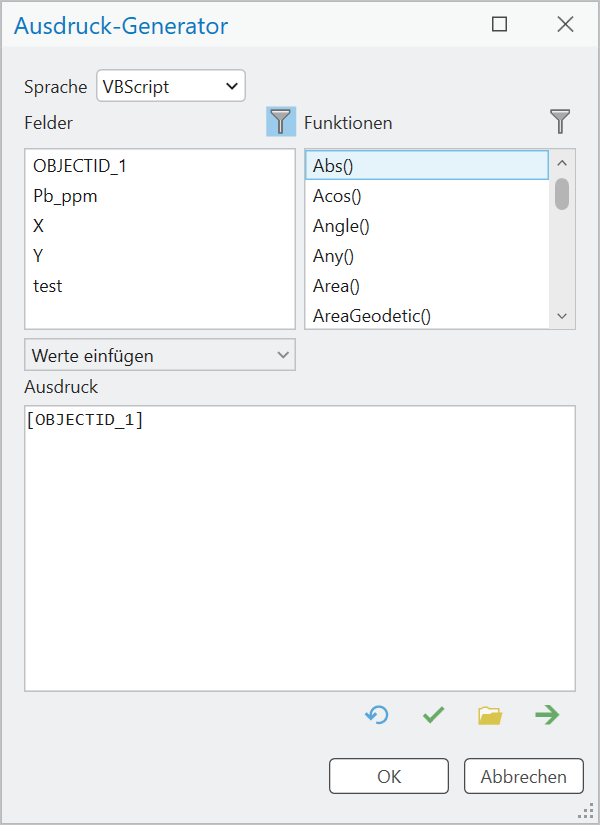 Ausdruck-Generator
Sprache VBScript
Felder Funktionen
OBJECTID_1
Pb_ppm
X
Y
test
Abs()
Acos()
Angle()
Any()
Area()
AreaGeodetic()
Werte einfügen
Ausdruck
[OBJECTID_1]
OK Abbrechen